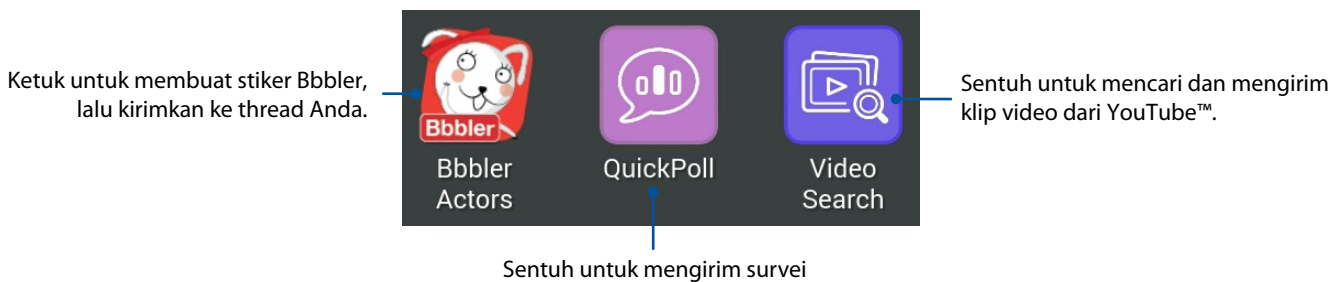 Ketuk untuk membuat stiker Bbbler,
lalu kirimkan ke thread Anda.
Bbbler
Bbbler
Actors
QuickPoll
Video
Search
Sentuh untuk mencari dan mengirim
klip video dari YouTube™.
Sentuh untuk mengirim survei